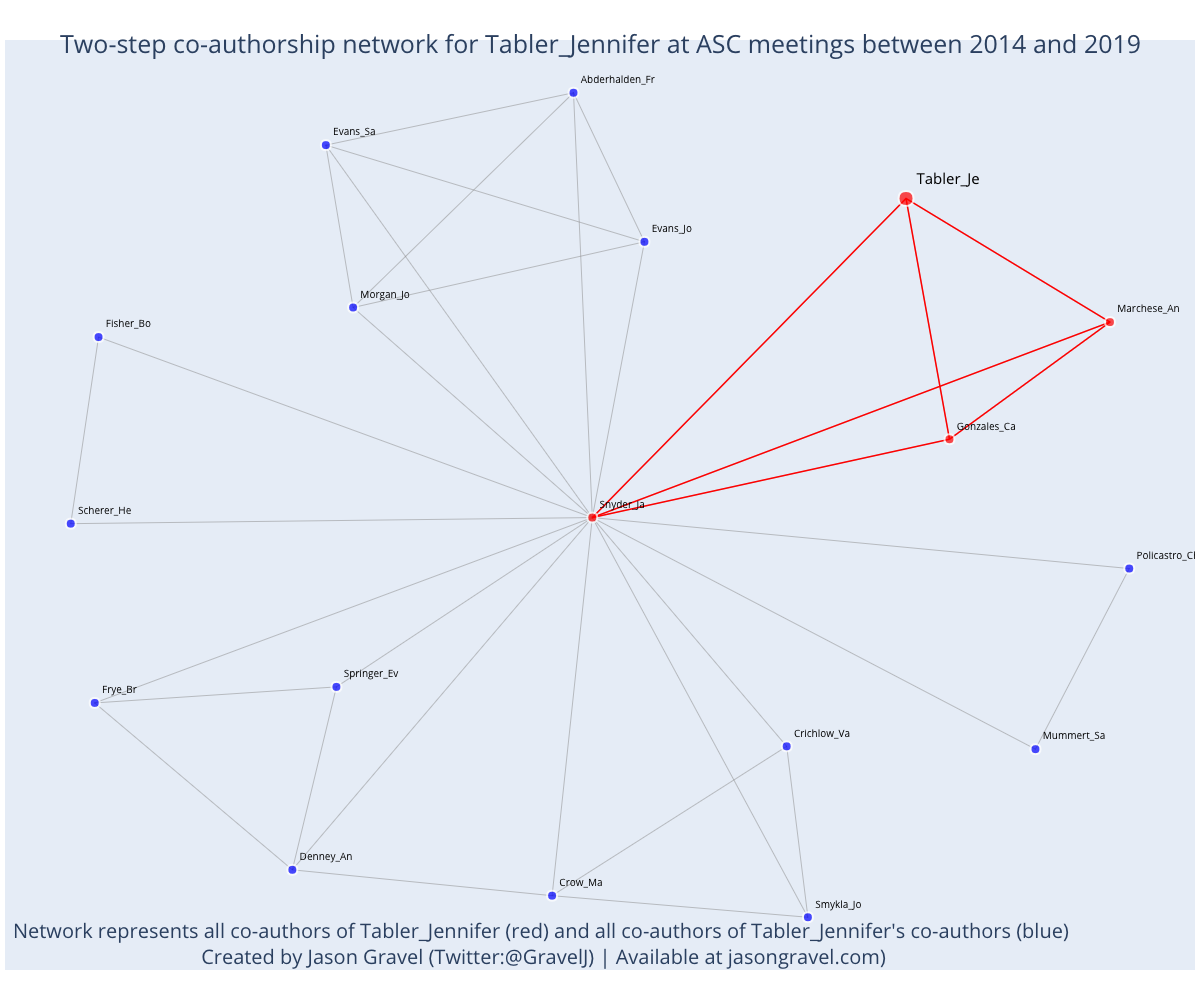 Two-step co-authorship network for Tabler_Jennifer at ASC meetings between 2014 and 2019
Abderhalden_Fr
Evans_Sa
Tabler_Je
Evans_Jo
Morgan_Jo
Marchese_An
Fisher_Bo
Gonzales_Ca
Snyder_Ja
Scherer_He
Policastro_Cl
Springer_Ev
Frye_Br
Crichlow_Va
Mummert_Sa
Denney_An
Crow_Ma
Smykla_Jo
Network represents all co-authors of Tabler_Jennifer (red) and all co-authors of Tabler_Jennifer's co-authors (blue)
Created by Jason Gravel (Twitter:@GravelJ) | Available at jasongravel.com)